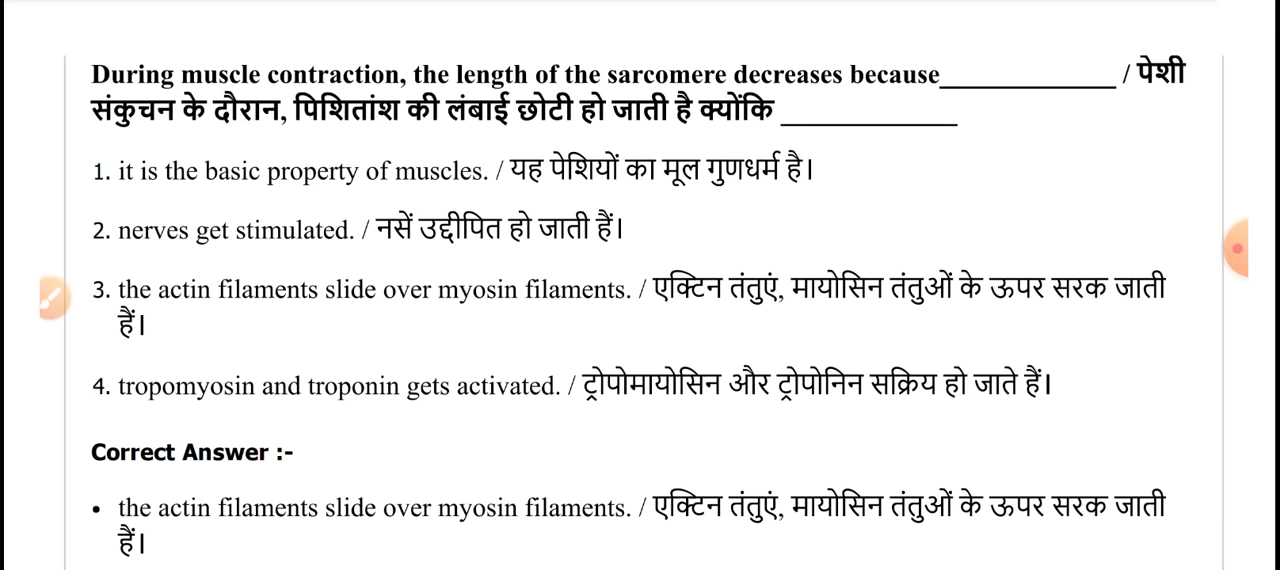 During muscle contraction, the length of the sarcomere decreases because_____________ / पेशी
संकुचन के दौरान, पिशितांश की लंबाई छोटी हो जाती है क्योंकि _____________
1. it is the basic property of muscles. / यह पेशियों का मूल गुणधर्म है।
2. nerves get stimulated. / नसें उद्दीपित हो जाती हैं।
3. the actin filaments slide over myosin filaments. / एक्टिन तंतुएं, मायोसिन तंतुओं के ऊपर सरक जाती
हैं।
4. tropomyosin and troponin gets activated. / ट्रोपोमायोसिन और ट्रोपोनिन सक्रिय हो जाते हैं।
Correct Answer :-
• the actin filaments slide over myosin filaments. / एक्टिन तंतुएं, मायोसिन तंतुओं के ऊपर सरक जाती
हैं।